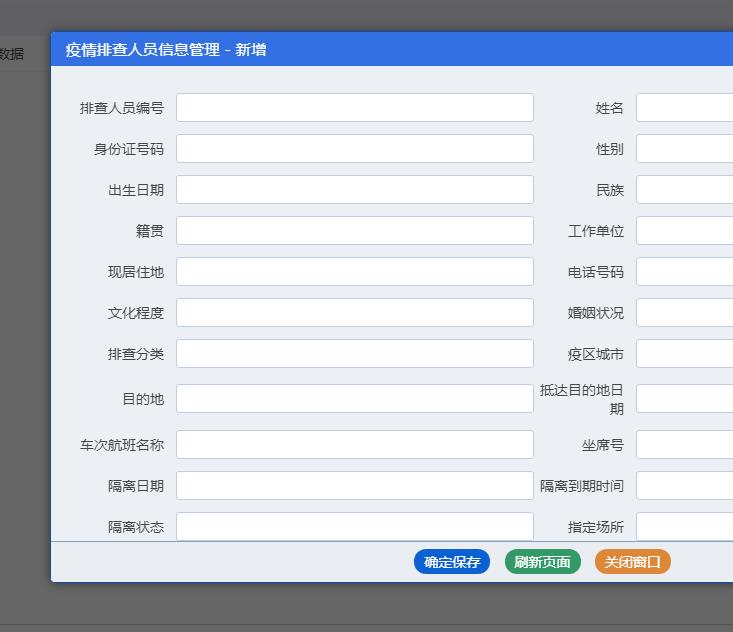 疫情排查人员信息管理 - 新增
数据
排查人员编号
姓名
身份证号码
性别
出生日期
民族
籍贯
工作单位
现居住地
电话号码
文化程度
婚姻状况
排查分类
疫区城市
目的地
抵达目的地日
期
车次航班名称
坐席号
隔离日期
隔离到期时间
隔离状态
指定场所
确定保存
刷新页面
关闭窗口